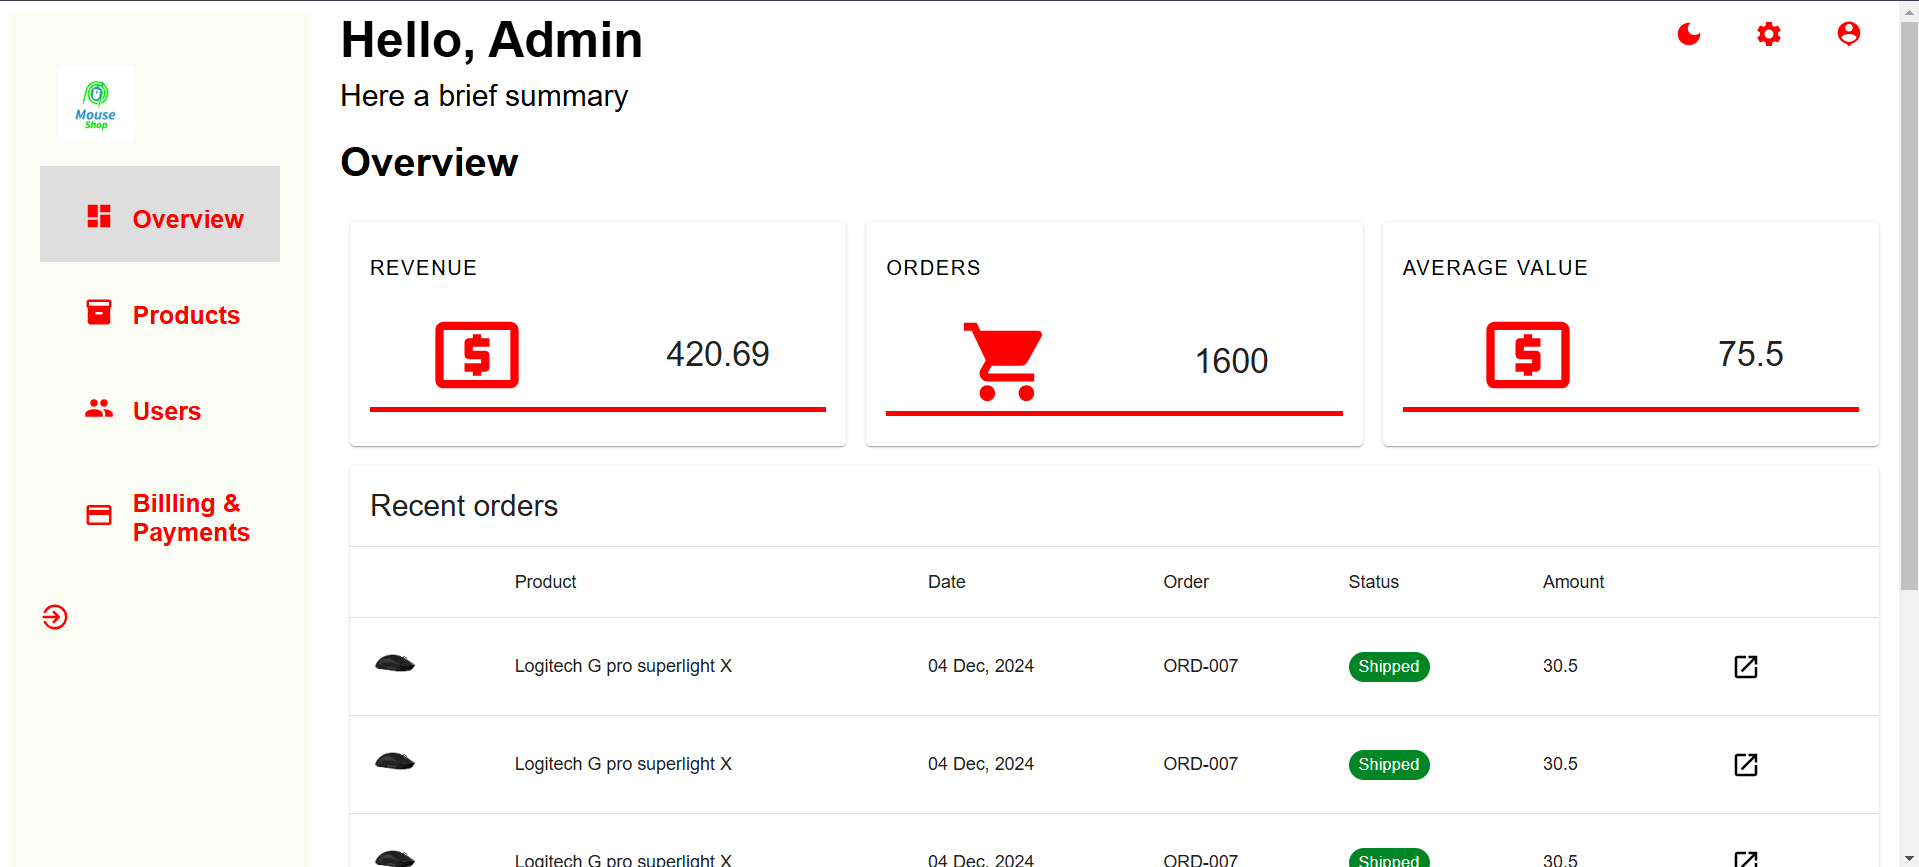 Hello, Admin
Here a brief summary
Mouse
Shop
Overview
Products
Users
Billling &
Payments
Overview
REVENUE
420.69
ORDERS
1600
AVERAGE VALUE
75.5
Recent orders
Product Date Order Status Amount
Logitech G pro superlight X 04 Dec, 2024 ORD-007 Shipped 30.5
Logitech G pro superlight X 04 Dec, 2024 ORD-007 Shipped 30.5
Logitech G pro superlight X 04 Dec, 2024 ORD-007 Shipped 30.5